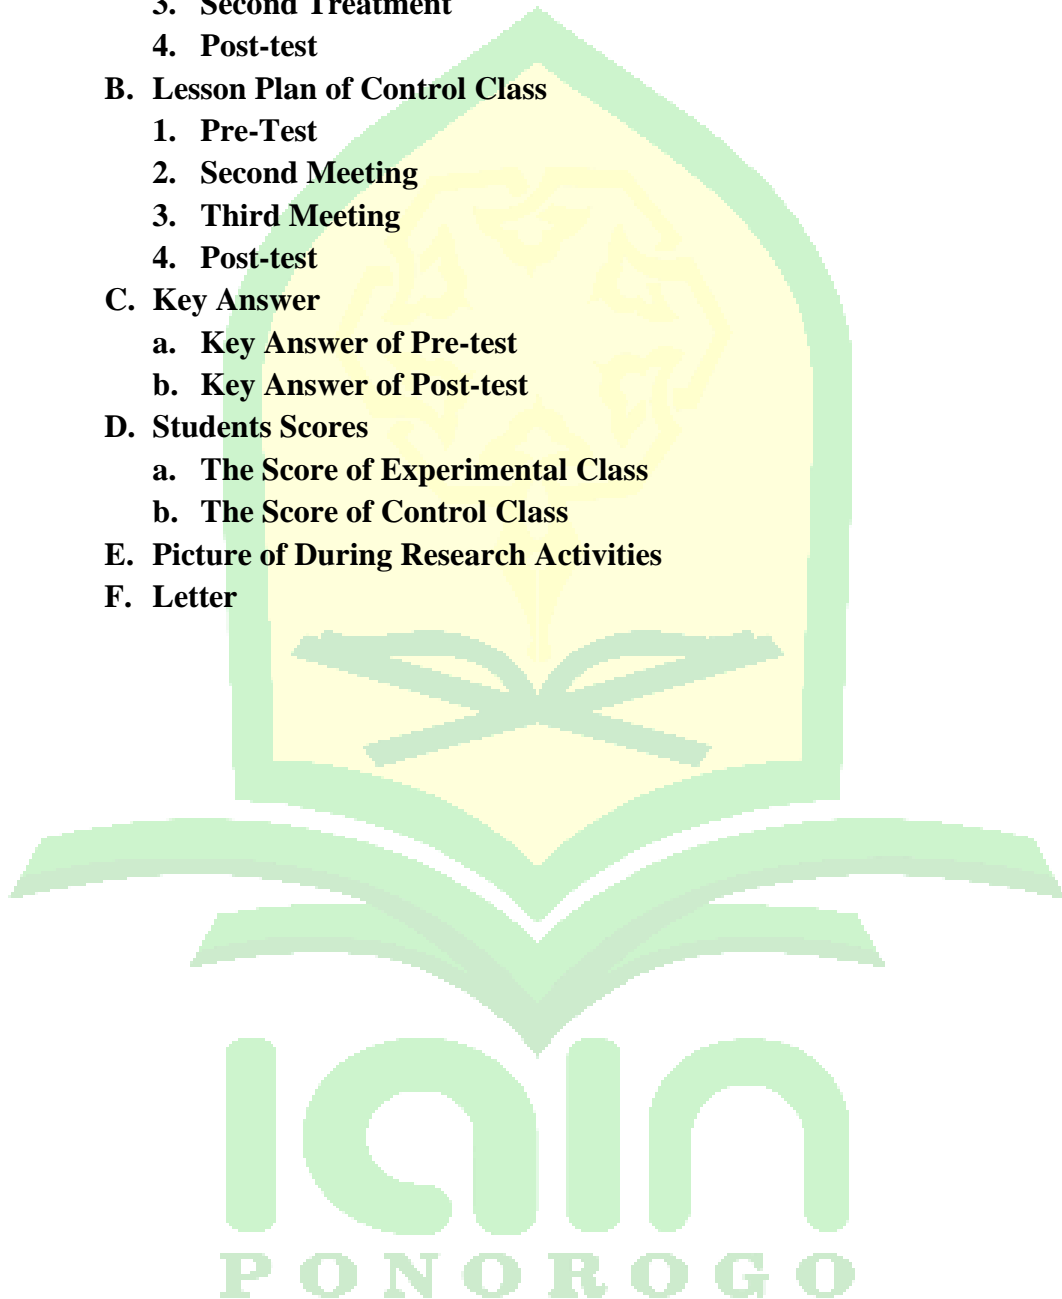 3. Second Treatment
4. Post-test
B. Lesson Plan of Control Class
1. Pre-Test
2. Second Meeting
3. Third Meeting
4. Post-test
C. Key Answer
a. Key Answer of Pre-test
b. Key Answer of Post-test
D. Students Scores
a. The Score of Experimental Class
b. The Score of Control Class
E. Picture of During Research Activities
F. Letter
iain
PONOROGO